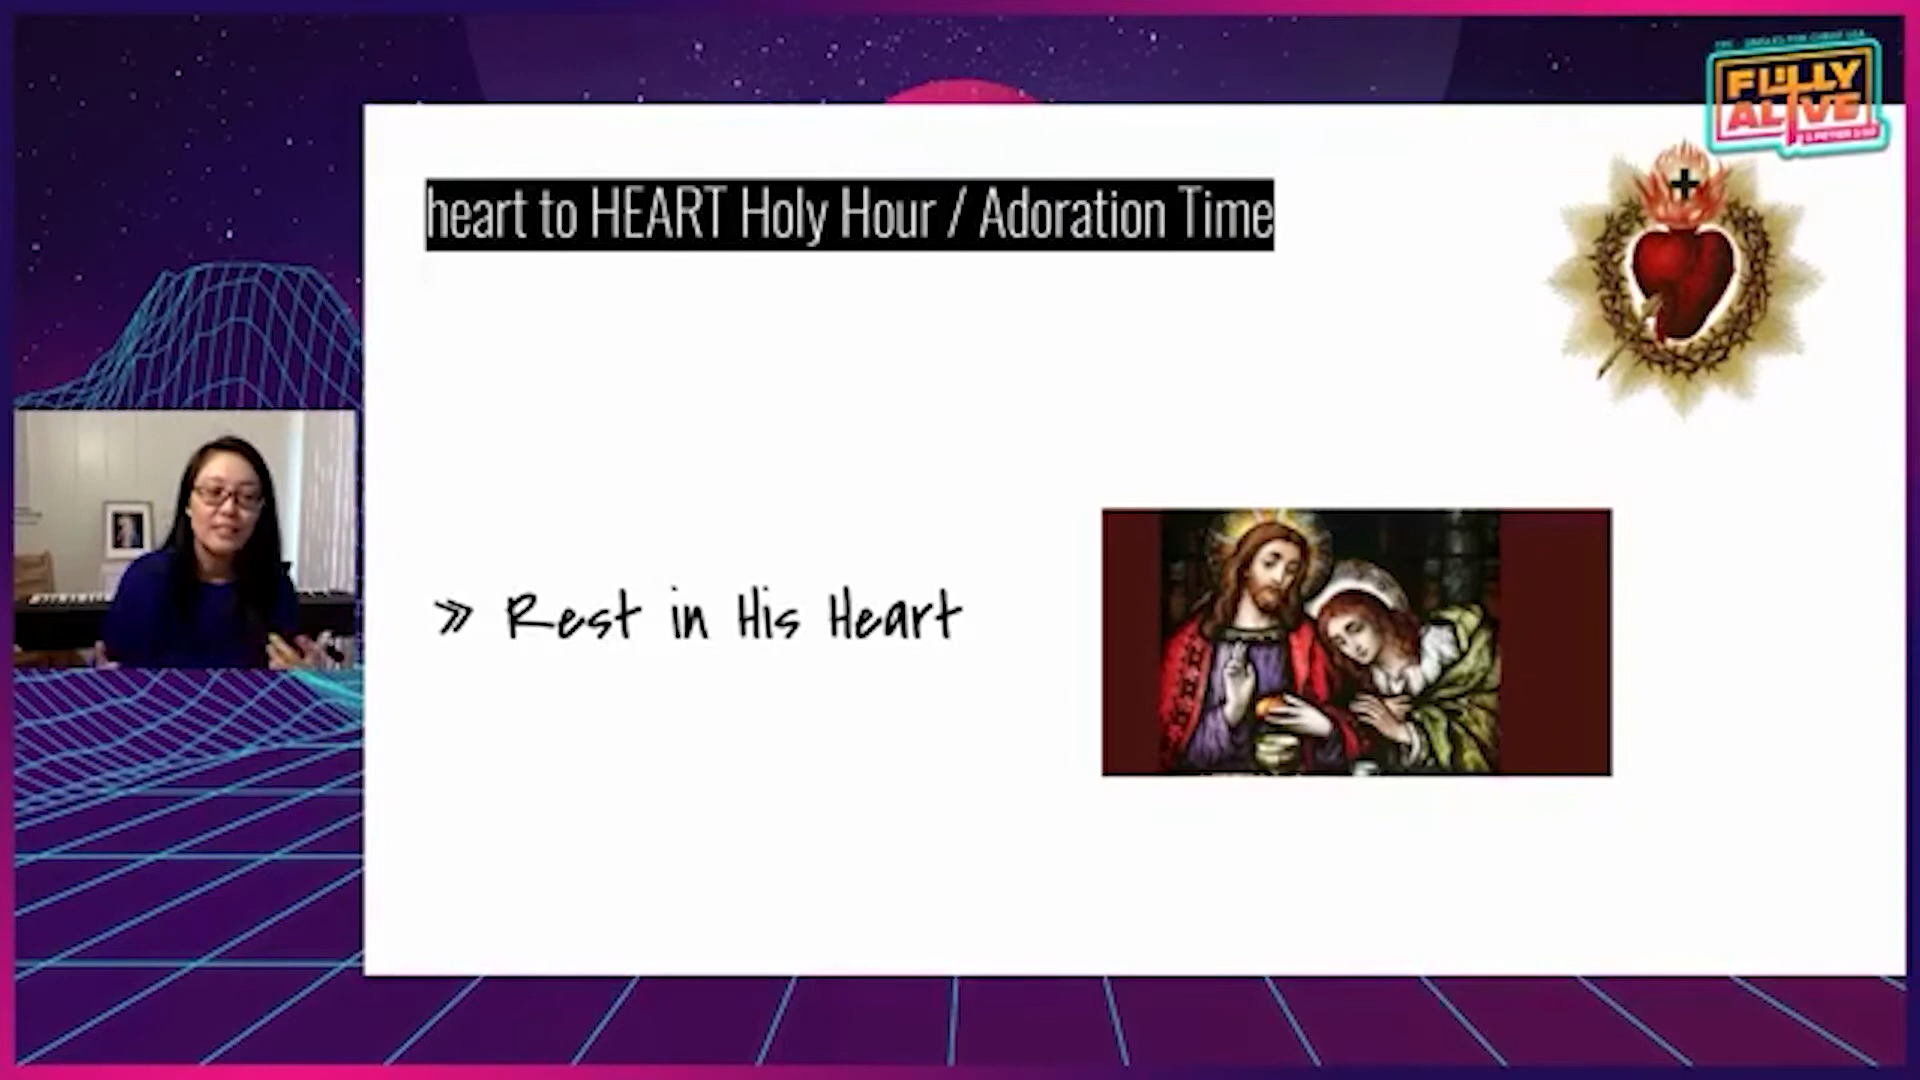 FULLY
ALIVE
heart to HEART Holy Hour / Adoration Time
» Rest in His Heart